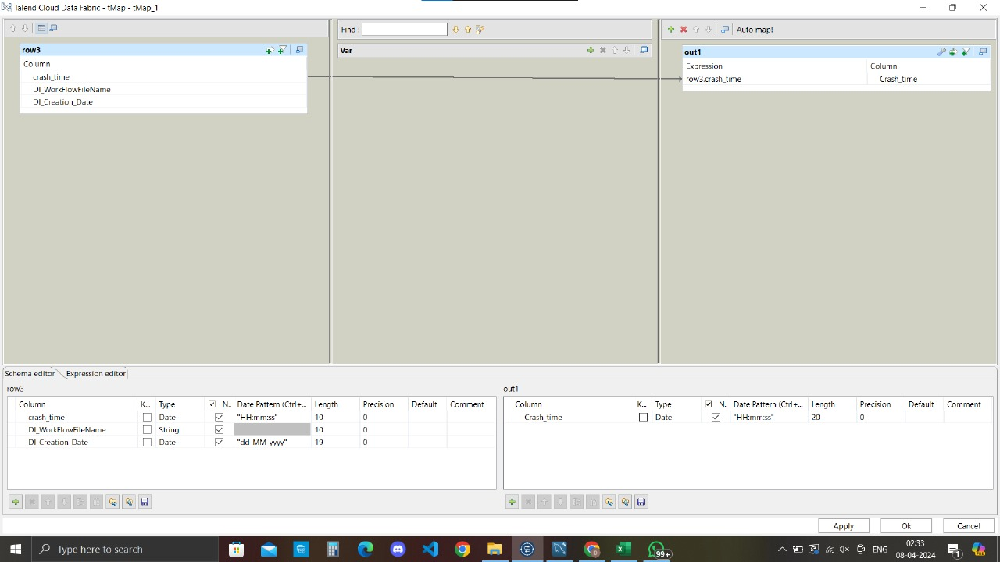 Talend Cloud Data Fabric - tMap - tMap_1
Find :
Auto map!
row3
Var
out1
Column
Expression Column
crash_time
row3.crash_time Crash_time
DI_WorkFlowFileName
DI_Creation_Date
Schema editor Expression editor
row3
Column K... Type N.. Date Pattern (Ctrl+... Length Precision Default Comment
crash_time Date "HH:mm:ss" 10 0
DI_WorkFlowFileName String 10 0
DI_Creation_Date Date "dd-MM-yyyy" 19 0
out1
Column K... Type N.. Date Pattern (Ctrl+... Length Precision Default Comment
Crash_time Date "HH:mm:ss" 20 0
Apply Ok Cancel
Type here to search
99+
ENG
02:33
08-04-2024
1